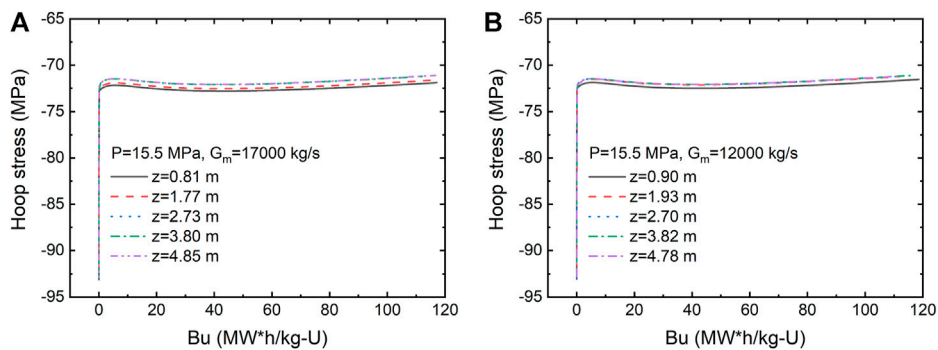 A
Hoop stress (MPa)
-65
-70
-75
-80
-85
-90
-95
P=15.5 MPa, Gm=17000 kg/s
z=0.81 m
z=1.77 m
z=2.73 m
z=3.80 m
z=4.85 m
0 20 40 60 80 100 120
Bu (MW*h/kg-U)
B
Hoop stress (MPa)
-65
-70
-75
-80
-85
-90
-95
P=15.5 MPa, Gm=12000 kg/s
z=0.90 m
z=1.93 m
z=2.70 m
z=3.82 m
z=4.78 m
0 20 40 60 80 100 120
Bu (MW*h/kg-U)